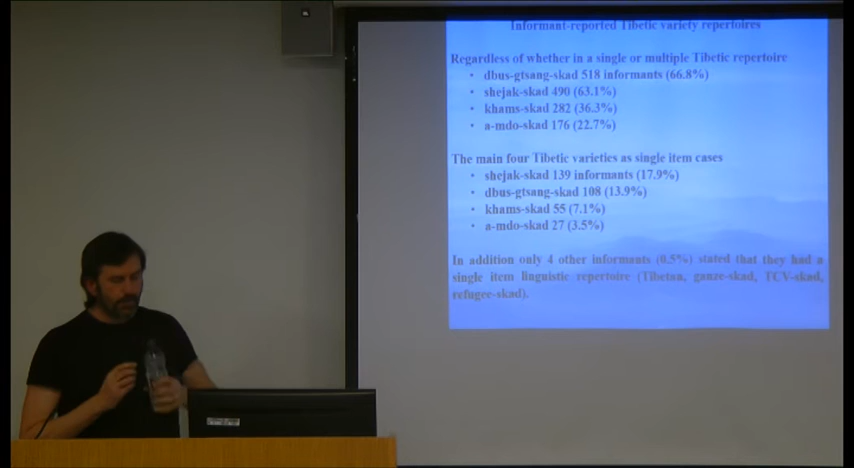 Informant-reported Tibetic variety repertoires
Regardless of whether in a single or multiple Tibetic repertoire
• dbus-gtsang-skad 518 informants (66.8%)
• shejak-skad 490 (63.1%)
• khams-skad 282 (36.3%)
• a-mdo-skad 176 (22.7%)
The main four Tibetic varieties as single item cases
• shejak-skad 139 informants (17.9%)
• dbus-gtsang-skad 108 (13.9%)
• khams-skad 55 (7.1%)
• a-mdo-skad 27 (3.5%)
In addition only 4 other informants (0.5%) stated that they had a
single item linguistic repertoire (Tibetan, ganze-skad, TCV-skad,
refugee-skad).